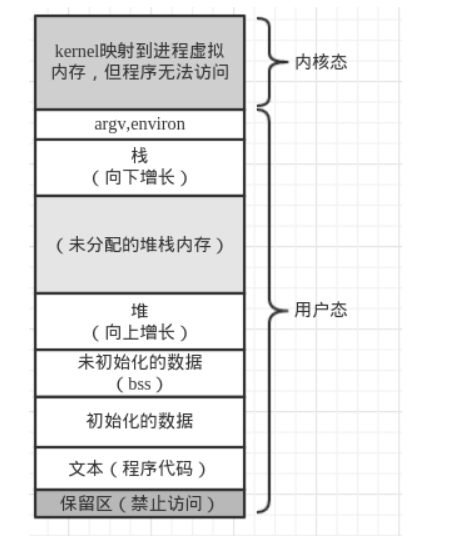 kernel映射到进程虚拟
内存，但程序无法访问
内核态
argv,environ
栈
（向下增长）
（未分配的堆栈内存）
用户态
堆
（向上增长）
未初始化的数据
（bss）
初始化的数据
文本（程序代码）
保留区（禁止访问）